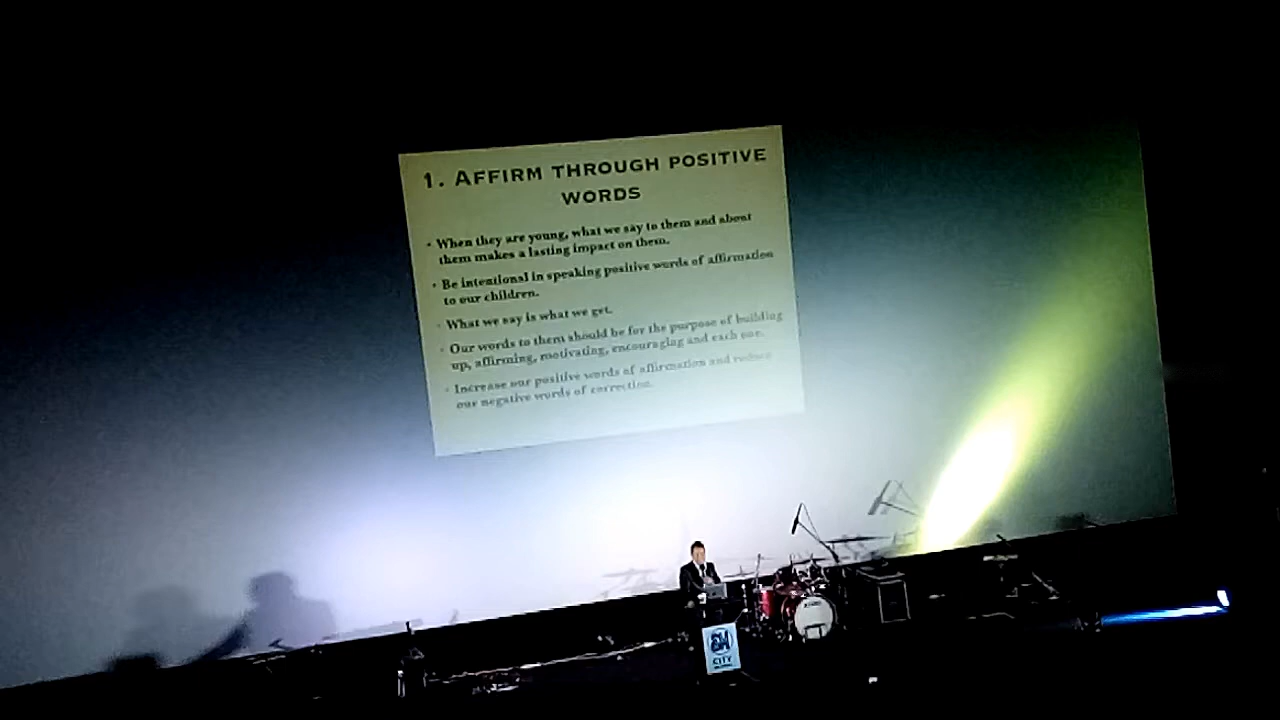 1. AFFIRM THROUGH POSITIVE
WORDS
• When they are young, what we say to them and about
them makes a lasting impact on them.
• Be intentional in speaking positive words of affirmation
to our children.
• What we say is what we get.
• Our words to them should be for the purpose of building
up, affirming, motivating, encouraging and each one.
• Increase our positive words of affirmation and reduce
our negative words of correction.
SM
CITY